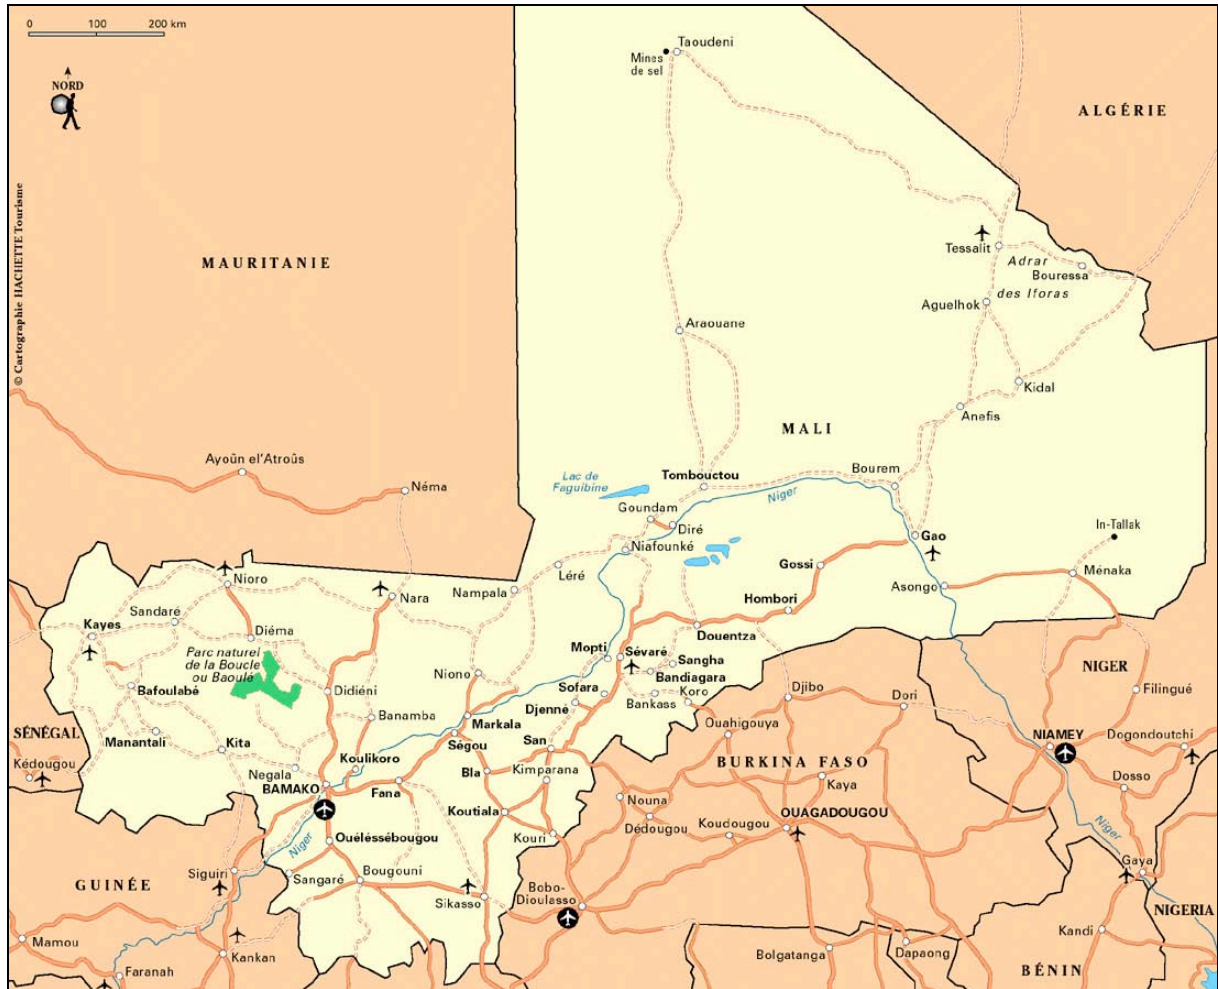 0 100 200 km
NORD
© Cartographie HACHETTE Tourisme
Taoudeni
Mines
de sel
ALGÉRIE
MAURITANIE
Tessalit
Adrar
Bouressa
des Iforas
Aguelhok
Araouane
Kidal
Anefis
MALI
Ayoûn el'Atroûs
Néma
Lac de
Faguibine
Tombouctou
Niger
Bourem
Goundam
Diré
Niafounké
Gao
In-Tallak
Gossi
Ménaka
Asongo
Léré
Nampala
Nioro
Nara
Hombori
Sandaré
Kayes
Diéma
Douentza
Parc naturel
de la Boucle
ou Baoulé
Mopti
Sévaré
Sangha
Bandiagara
Niono
Sofara
Koro
Bankass
Djenné
Bafoulabé
Didiéni
Banamba
Markala
Djibo
Dori
NIGER
Filingué
Ouahigouya
SÉNÉGAL
Manantali
Kita
Ségou
San
NIAMEY
Dogondoutchi
Kédougou
Koulikoro
Negala
BAMAKO
Fana
Bla
Kimparana
BURKINA FASO
Kaya
Dosso
Nouna
Koutiala
Dédougou
Koudougou
OUAGADOUGOU
Niger
Ouéléssébougou
Kouri
Niger
Gaya
Siguiri
Sangaré
Bougouni
GUINÉE
Sikasso
Bobo-
Dioulasso
NIGERIA
Mamou
Kankan
Kandi
Faranah
Bolgatanga
Dapaong
BÉNIN